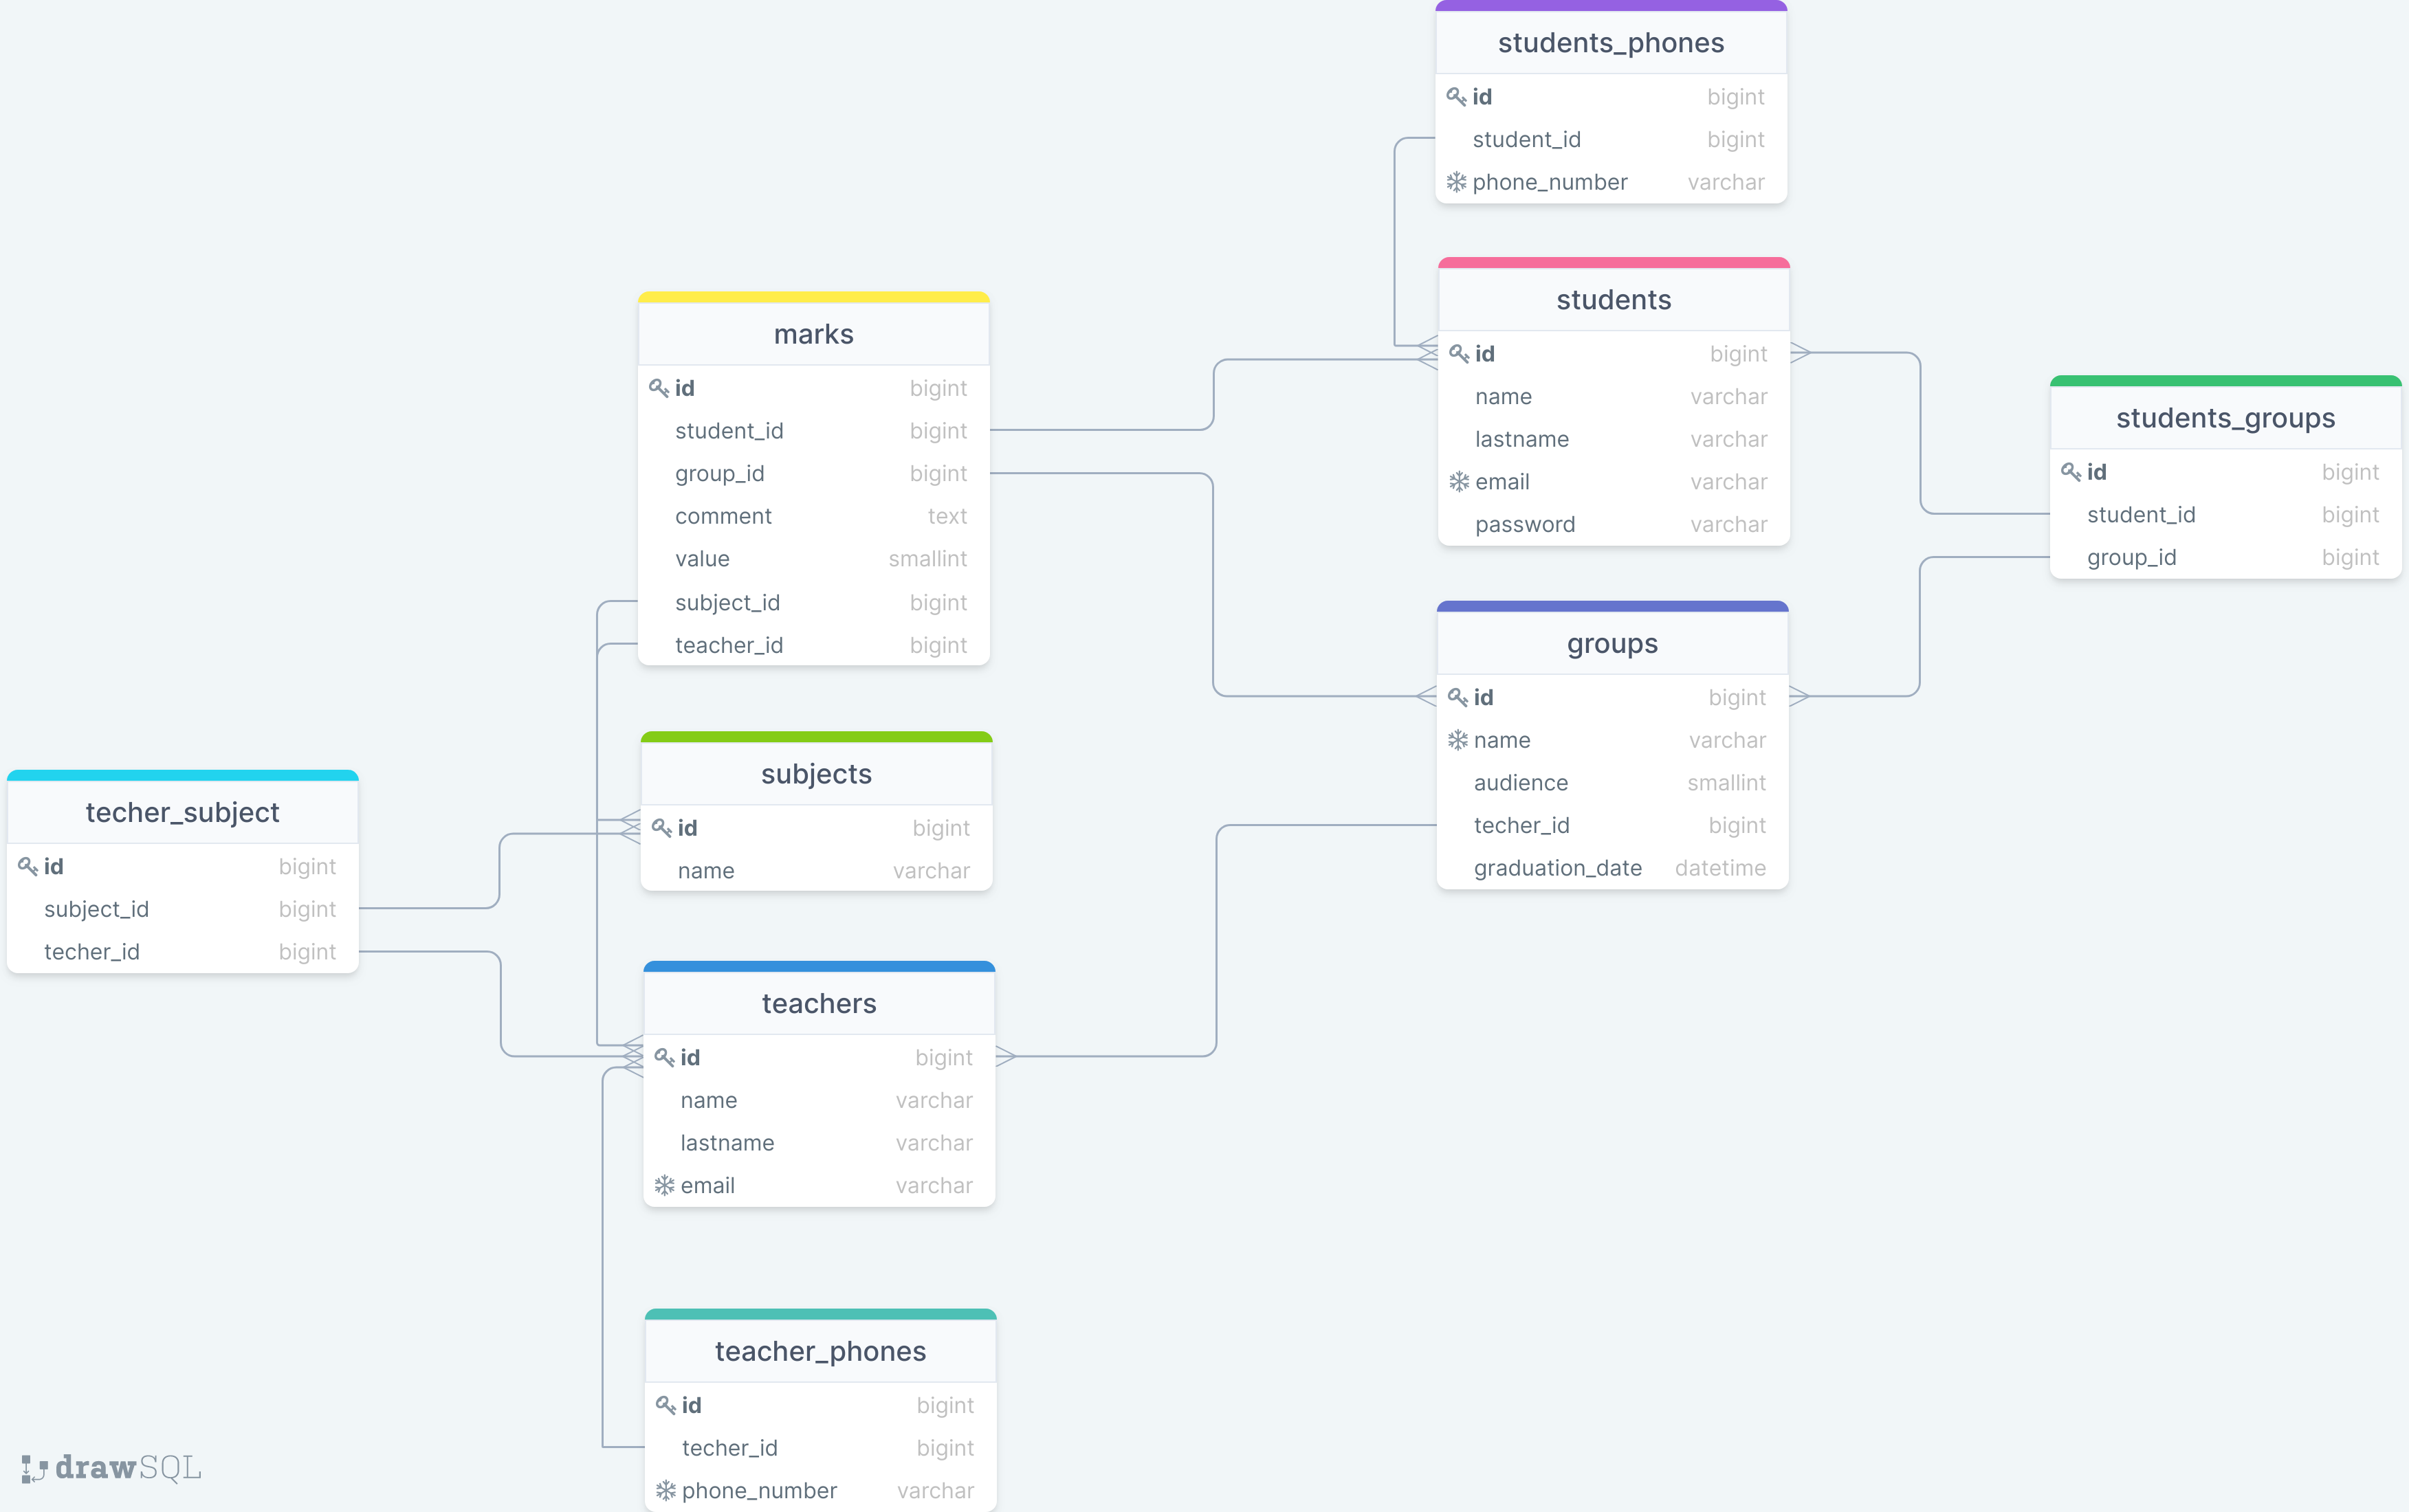 students_phones
id bigint
student_id bigint
phone_number varchar
students
id bigint
name varchar
lastname varchar
email varchar
password varchar
marks
id bigint
student_id bigint
group_id bigint
comment text
value smallint
subject_id bigint
teacher_id bigint
students_groups
id bigint
student_id bigint
group_id bigint
groups
id bigint
name varchar
audience smallint
techer_id bigint
graduation_date datetime
subjects
id bigint
name varchar
techer_subject
id bigint
subject_id bigint
techer_id bigint
teachers
id bigint
name varchar
lastname varchar
email varchar
teacher_phones
id bigint
techer_id bigint
phone_number varchar
drawSQL